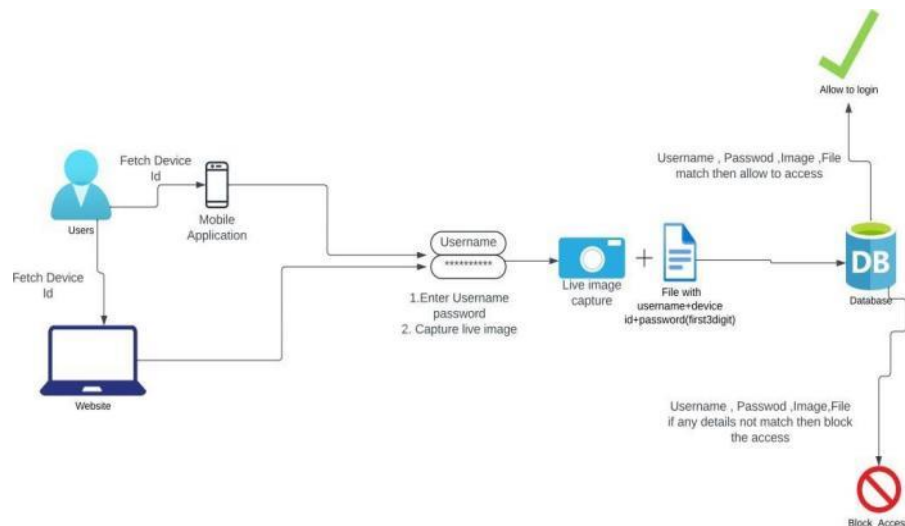 Allow to login
Username , Passwod ,Image ,File
match then allow to access
Fetch Device
Id
Users
Mobile
Application
Username
**********
1.Enter Username
password
2. Capture live image
Live image
capture
File with
username+device
id+password(first3digit)
DB
Database
Fetch Device
Id
Website
Username , Passwod ,Image,File
if any details not match then block
the access
Block Acces